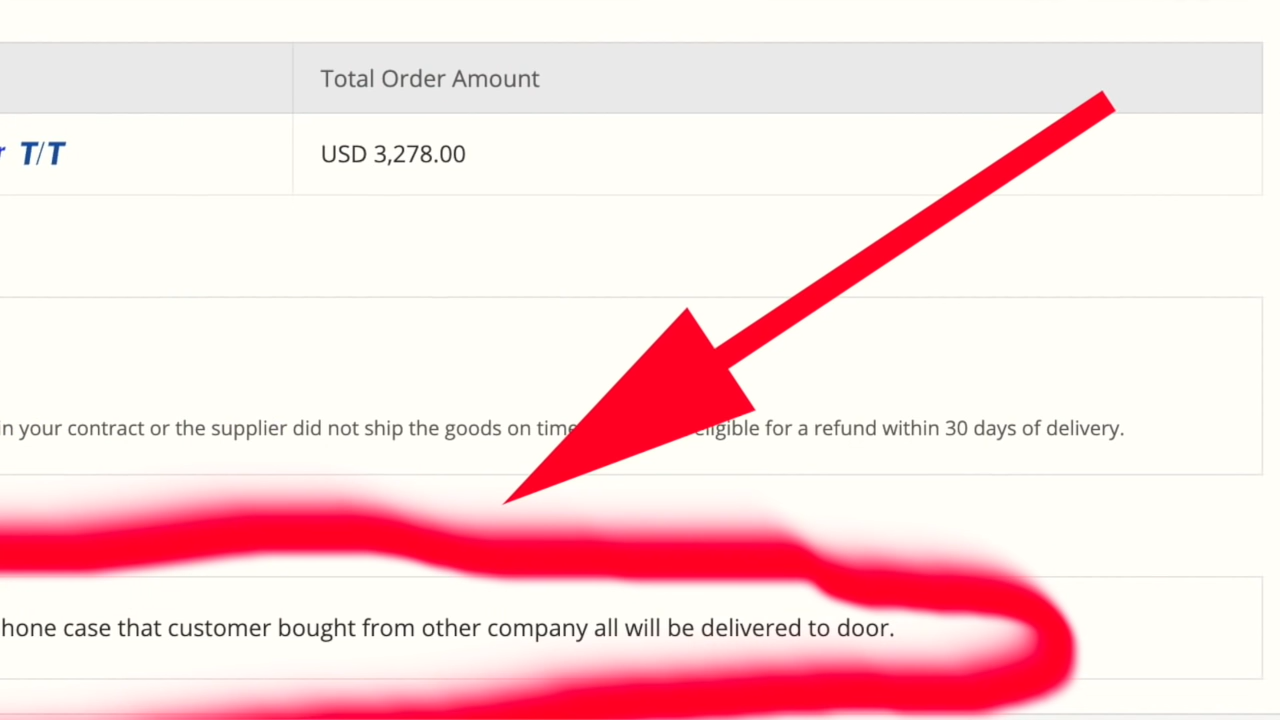 Total Order Amount
r T/T
USD 3,278.00
in your contract or the supplier did not ship the goods on time eligible for a refund within 30 days of delivery.
hone case that customer bought from other company all will be delivered to door.